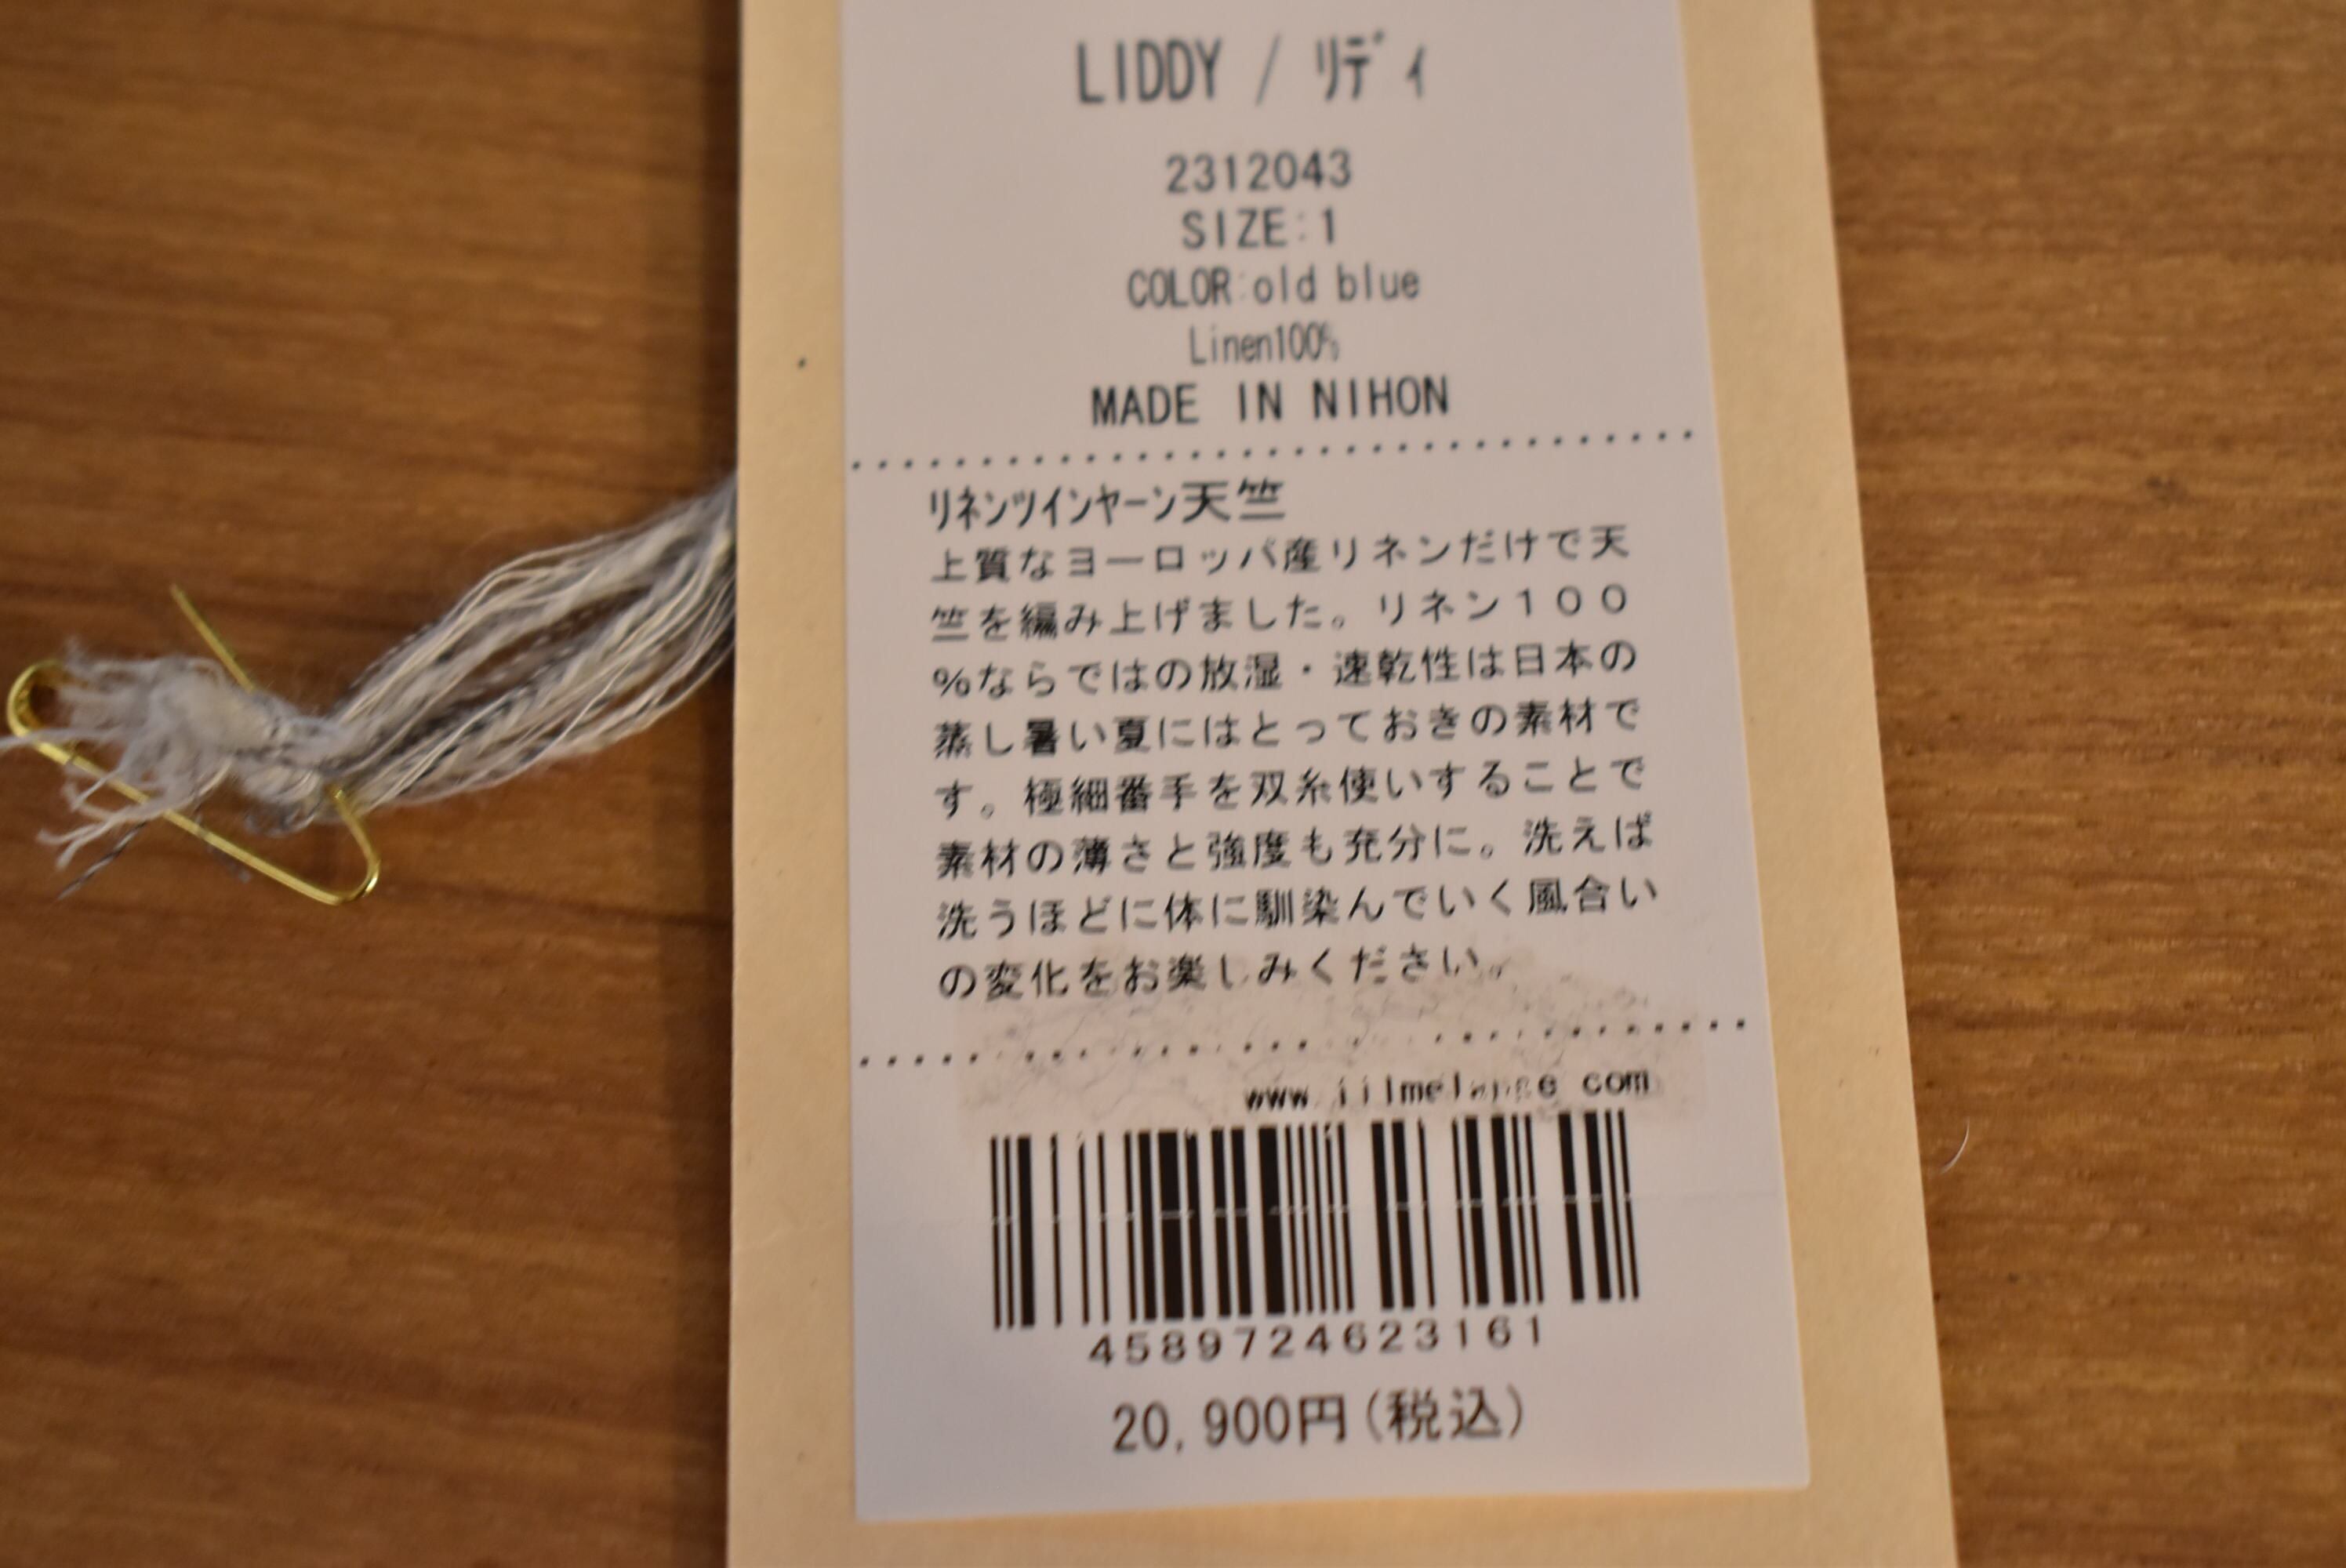 LIDDY / リディ
2312043
SIZE:1
COLOR:old blue
Linen100%
MADE IN NIHON
リネンツインヤーン天竺
上質なヨーロッパ産リネンだけで天
竺を編み上げました。リネン１００
％ならではの放湿・速乾性は日本の
蒸し暑い夏にはとっておきの素材で
す。極細番手を双糸使いすることで
素材の薄さと強度も充分に。洗えば
洗うほどに体に馴染んでいく風合い
の変化をお楽しみください。
www.iilmelange.com
4589724623161
20,900円(税込)